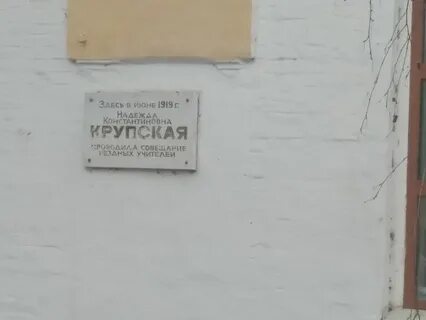 Здесь в июне 1919 г.
Надежда
Константиновна
КРУПСКАЯ
проводила совещание
уездных учителей